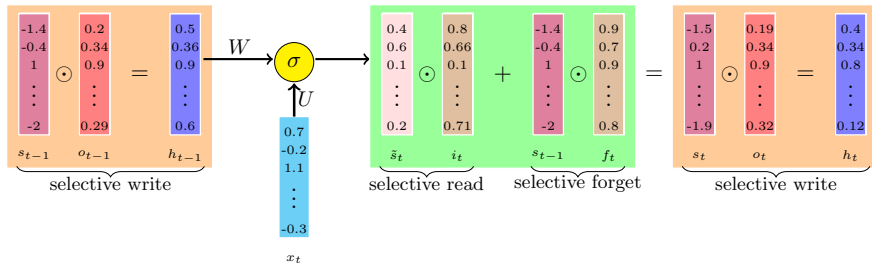 -1.4 0.2 0.5 0.4 0.8 -1.4 0.9 -1.5 0.19 0.4
-0.4 0.34 0.36 W 0.6 0.66 -0.4 0.7 0.2 0.34 0.34
1 ⊙ 0.9 = 0.9 σ 0.1 ⊙ 0.1 + 1 ⊙ 0.9 = 1 ⊙ 0.9 = 0.8
⋮ ⋮ ⋮ U ⋮ ⋮ ⋮ ⋮ ⋮ ⋮ ⋮
-2 0.29 0.6 0.2 0.71 -2 0.8 -1.9 0.32 0.12
s_{t−1} o_{t−1} h_{t−1} s̃_t i_t s_{t−1} f_t s_t o_t h_t
selective write selective read selective forget selective write
0.7
-0.2
1.1
⋮
-0.3
x_t